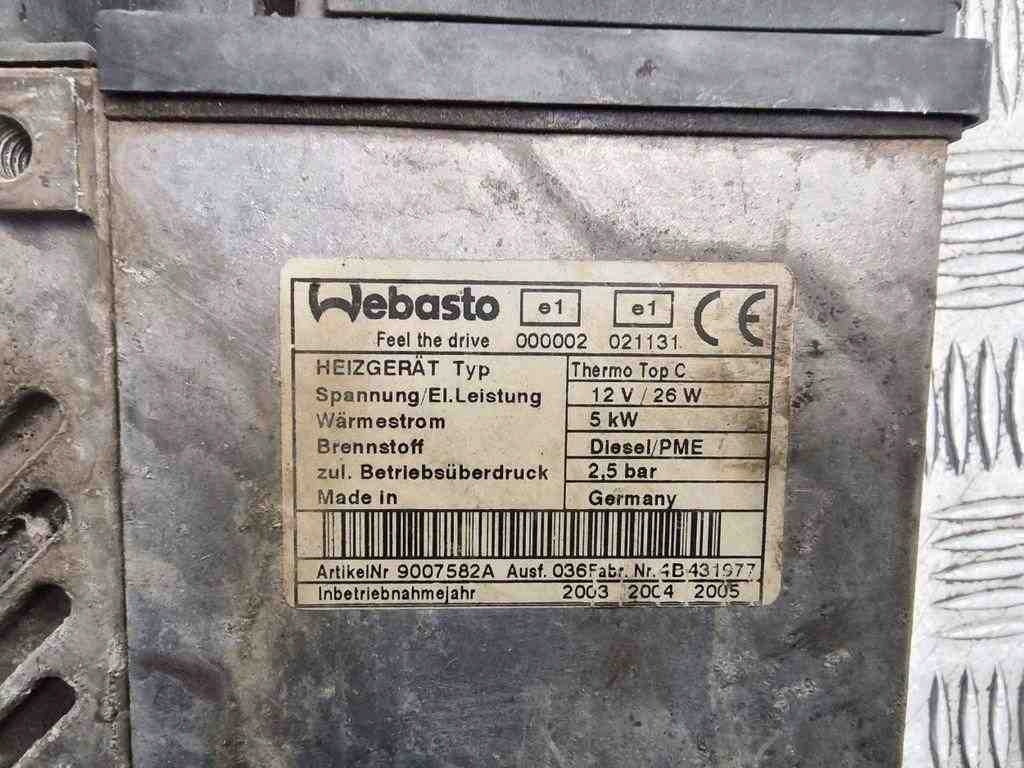 Webasto e1 e1 CE
Feel the drive 000002 021131
HEIZGERÄT Typ Thermo Top C
Spannung/El.Leistung 12 V / 26 W
Wärmestrom 5 kW
Brennstoff Diesel/PME
zul. Betriebsüberdruck 2,5 bar
Made in Germany
ArtikelNr 9007582A Ausf. 036 Fabr. Nr. 4B431977
Inbetriebnahmejahr 2003 2004 2005